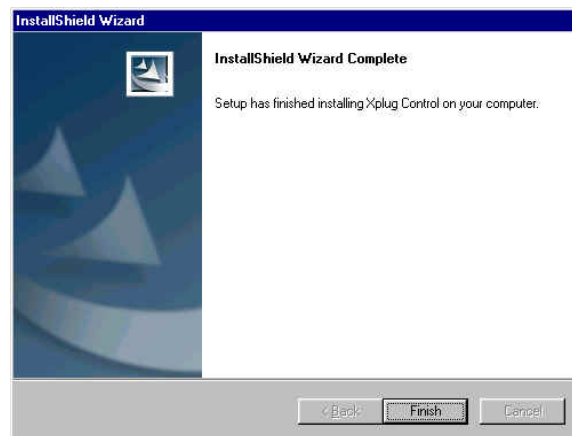 InstallShield Wizard
InstallShield Wizard Complete
Setup has finished installing Xplug Control on your computer.
< Back
Finish
Cancel